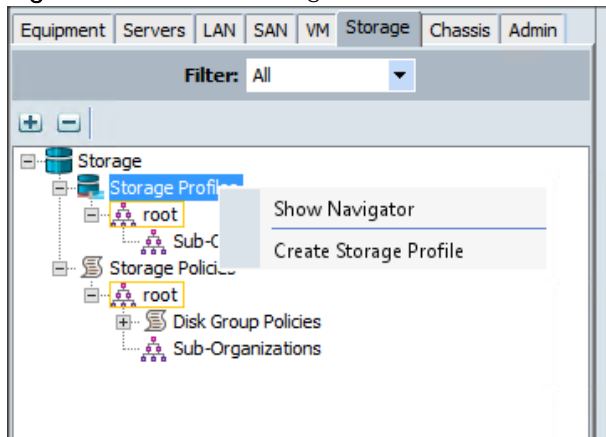 Equipment Servers LAN SAN VM Storage Chassis Admin
Filter: All
Storage
Storage Profiles
root
Show Navigator
Sub-O
Create Storage Profile
Storage Policies
root
Disk Group Policies
Sub-Organizations